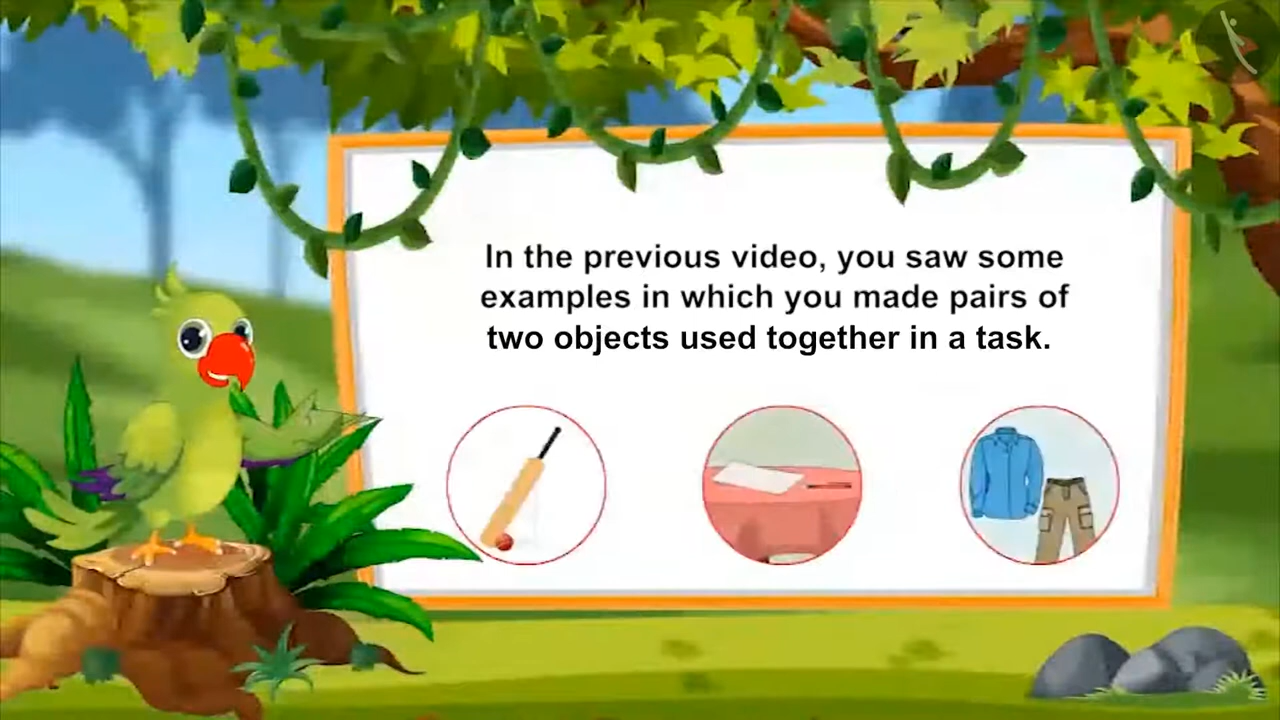 In the previous video, you saw some
examples in which you made pairs of
two objects used together in a task.